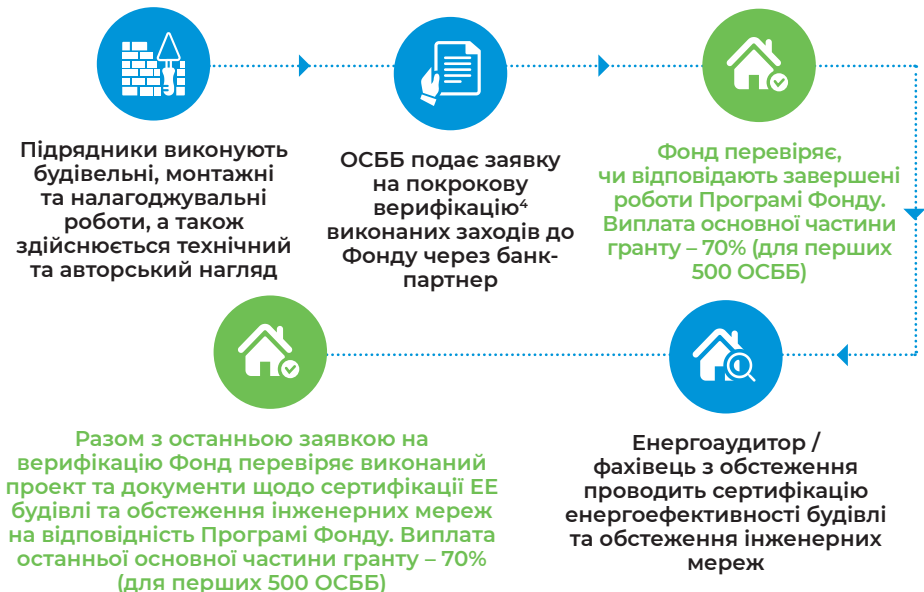 Підрядники виконують
будівельні, монтажні
та налагоджувальні
роботи, а також
здійснюється технічний
та авторський нагляд
ОСББ подає заявку
на покрокову
верифікацію⁴
виконаних заходів до
Фонду через банк-
партнер
Фонд перевіряє,
чи відповідають завершені
роботи Програмі Фонду.
Виплата основної частини
гранту – 70% (для перших
500 ОСББ)
Енергоаудитор /
фахівець з обстеження
проводить сертифікацію
енергоефективності будівлі
та обстеження інженерних
мереж
Разом з останньою заявкою на
верифікацію Фонд перевіряє виконаний
проект та документи щодо сертифікації ЕЕ
будівлі та обстеження інженерних мереж
на відповідність Програмі Фонду. Виплата
останньої основної частини гранту – 70%
(для перших 500 ОСББ)